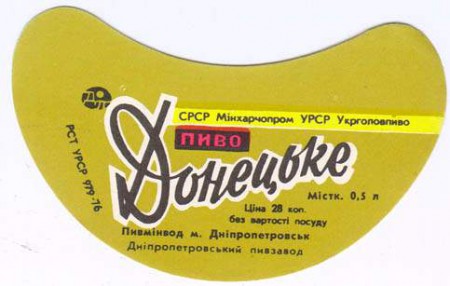 СРСР Мінхарчопром УРСР Укрголовпиво
ПИВО
Донецьке
РСТ УРСР 979-76
Містк. 0,5 л
Ціна 28 коп.
без вартості посуду
Пивмінвод м. Дніпропетровськ
Дніпропетровський пивзавод